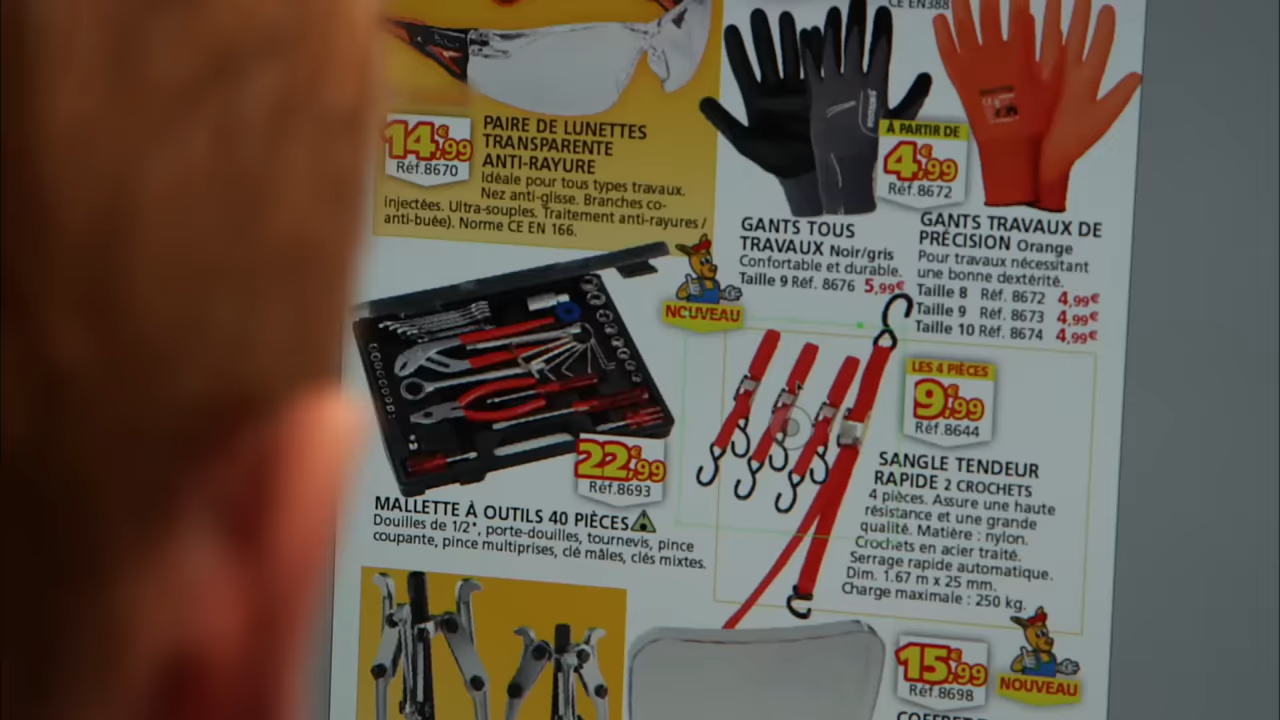 CE EN388
14€,99
Réf.8670
PAIRE DE LUNETTES
TRANSPARENTE
ANTI-RAYURE
Idéale pour tous types travaux.
Nez anti-glisse. Branches co-
injectées. Ultra-souples. Traitement anti-rayures /
anti-buée). Norme CE EN 166.
À PARTIR DE
4€,99
Réf.8672
GANTS TOUS
TRAVAUX Noir/gris
Confortable et durable.
Taille 9 Réf. 8676 5,99€
GANTS TRAVAUX DE
PRÉCISION Orange
Pour travaux nécessitant
une bonne dextérité.
Taille 8 Réf. 8672 4,99€
Taille 9 Réf. 8673 4,99€
Taille 10 Réf. 8674 4,99€
NOUVEAU
22€,99
Réf.8693
MALLETTE À OUTILS 40 PIÈCES
Douilles de 1/2", porte-douilles, tournevis, pince
coupante, pince multiprises, clé mâles, clés mixtes.
LES 4 PIÈCES
9€,99
Réf.8644
SANGLE TENDEUR
RAPIDE 2 CROCHETS
4 pièces. Assure une haute
résistance et une grande
qualité. Matière : nylon.
Crochets en acier traité.
Serrage rapide automatique.
Dim. 1.67 m x 25 mm.
Charge maximale : 250 kg.
15€,99
Réf.8698
NOUVEAU